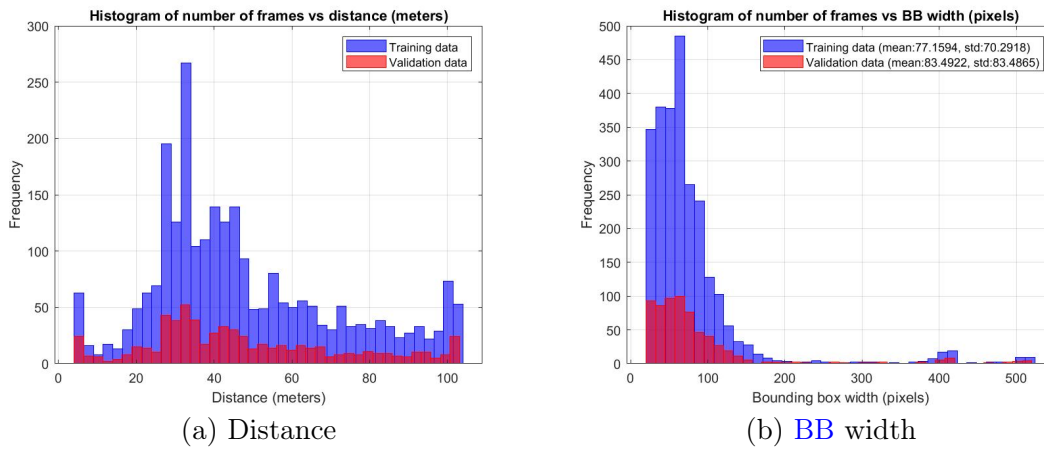 Histogram of number of frames vs distance (meters)
300
250
200
150
100
50
0
Frequency
Training data
Validation data
0
20
40
60
80
100
Distance (meters)
(a) Distance
Histogram of number of frames vs BB width (pixels)
500
450
400
350
300
250
200
150
100
50
0
Frequency
Training data (mean:77.1594, std:70.2918)
Validation data (mean:83.4922, std:83.4865)
0
100
200
300
400
500
Bounding box width (pixels)
(b) BB width